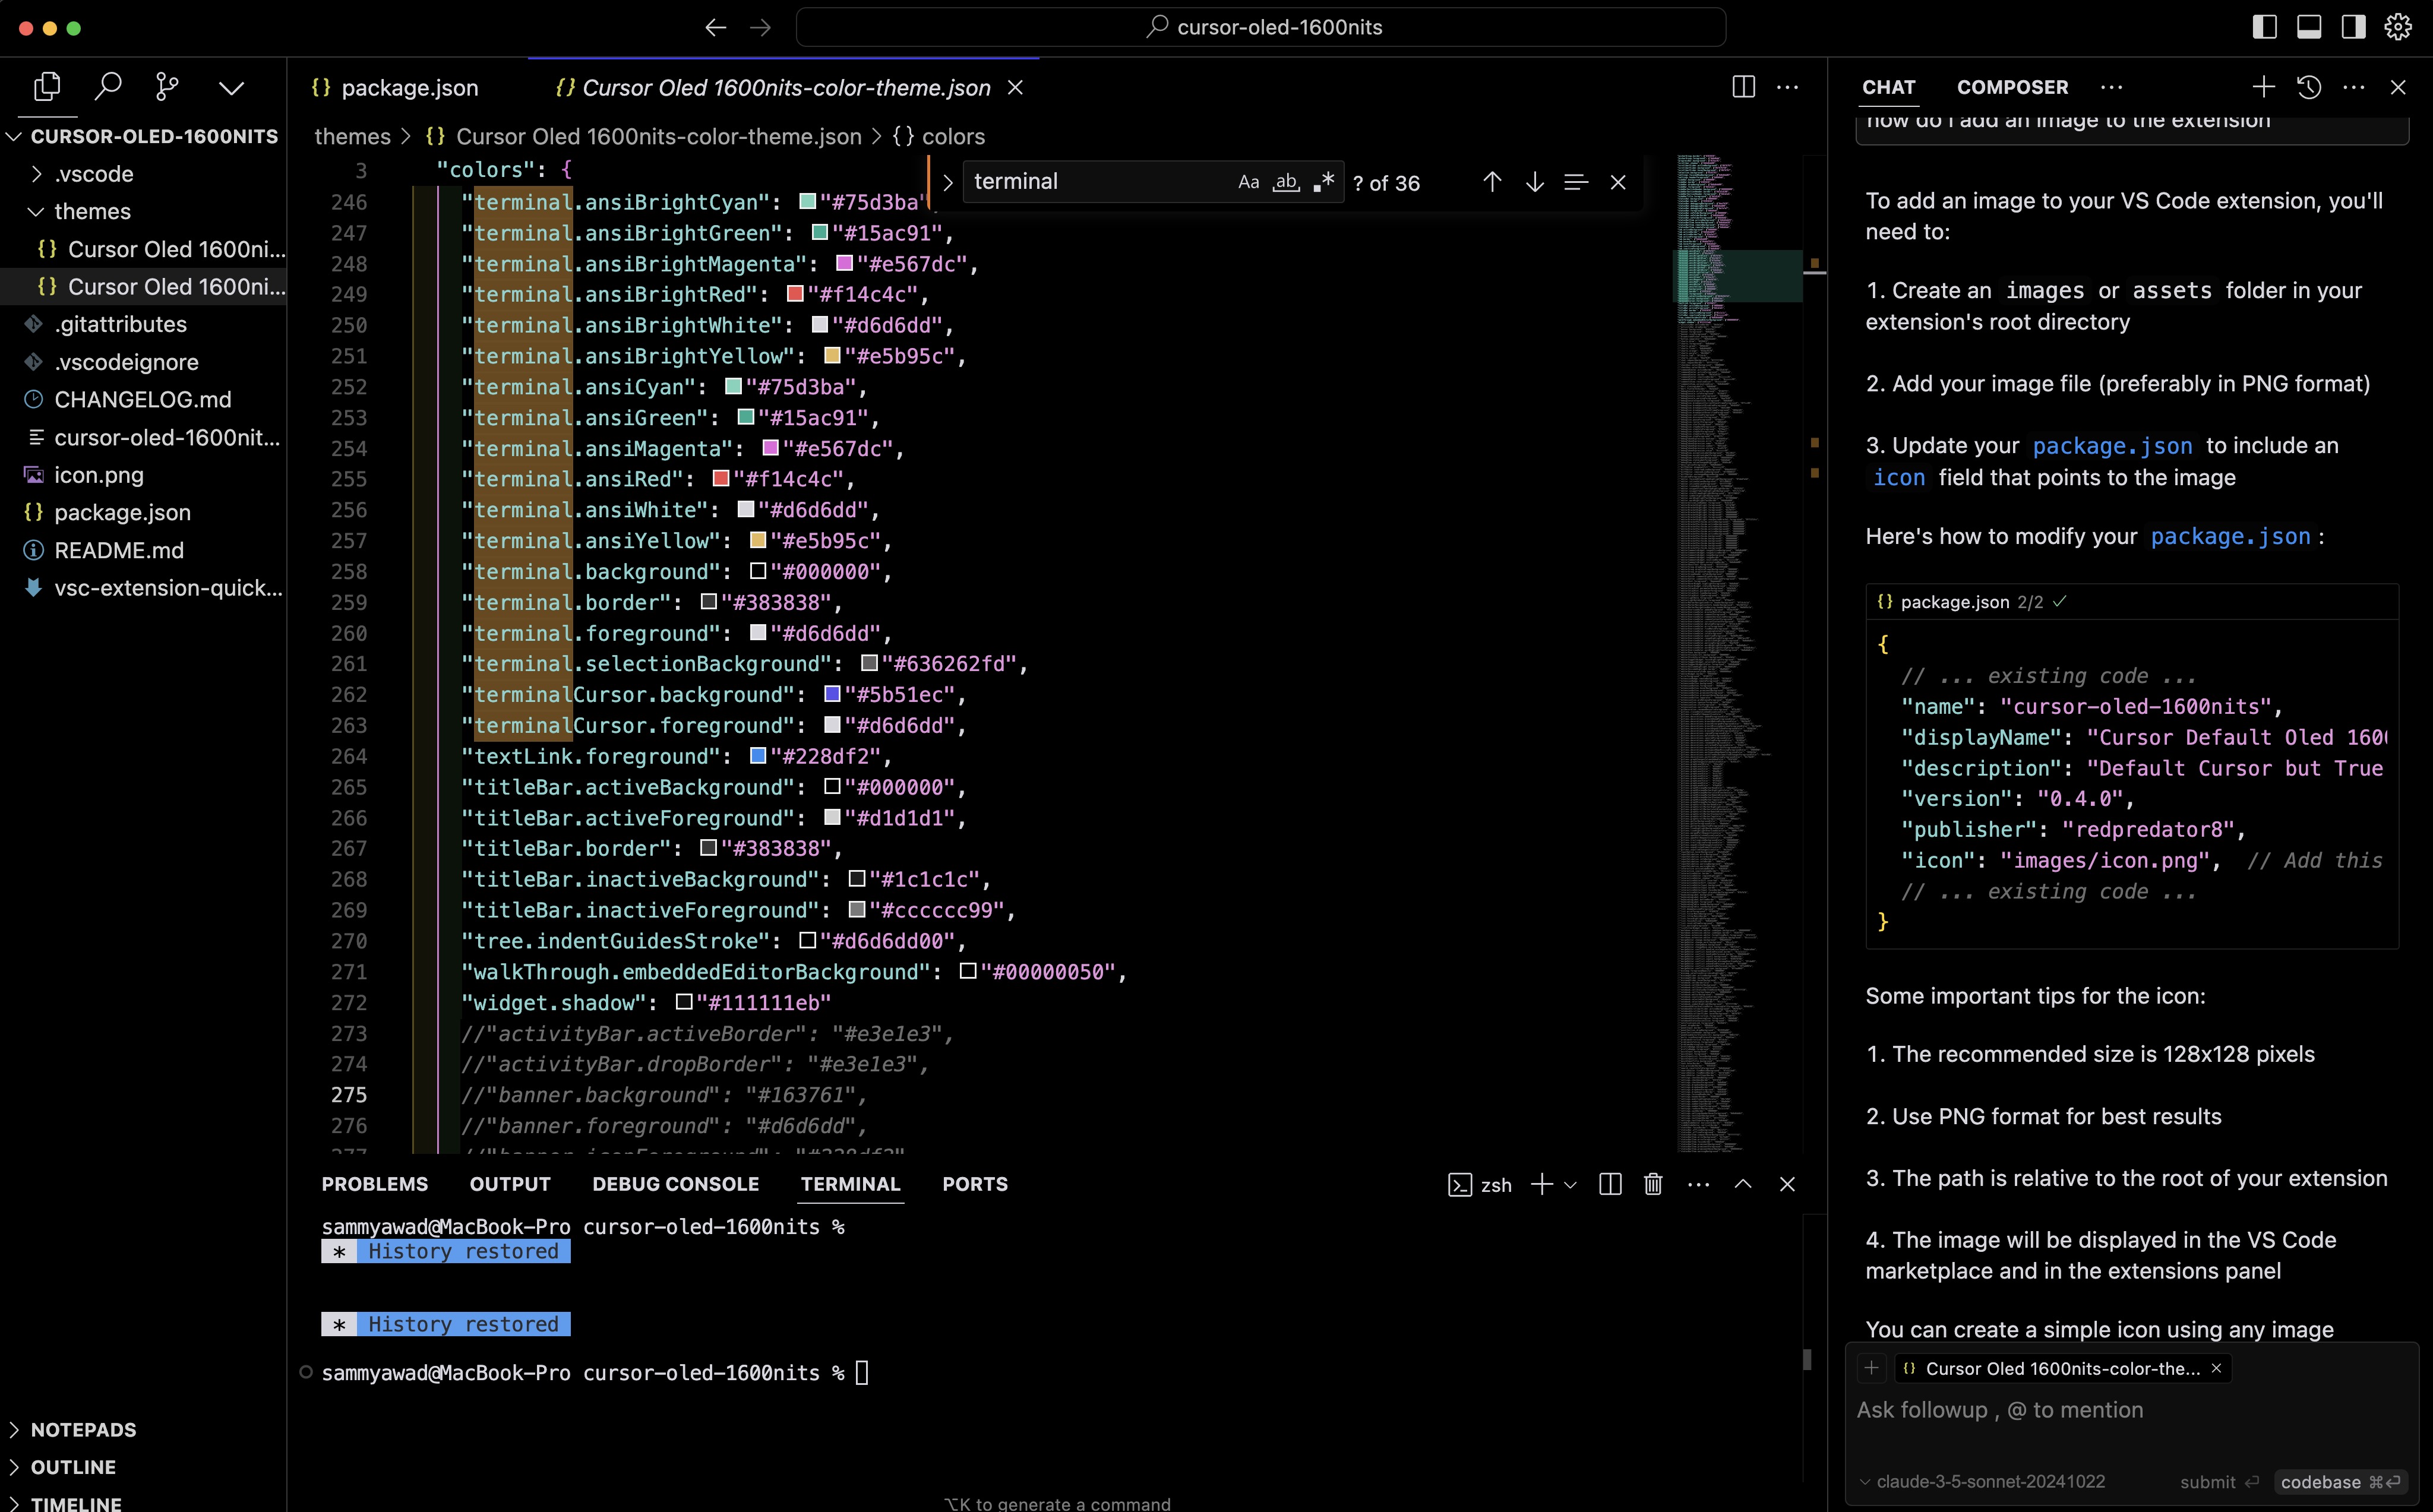 cursor-oled-1600nits
CURSOR-OLED-1600NITS
.vscode
themes
Cursor Oled 1600ni...
Cursor Oled 1600ni...
.gitattributes
.vscodeignore
CHANGELOG.md
cursor-oled-1600nit...
icon.png
package.json
README.md
vsc-extension-quick...
NOTEPADS
OUTLINE
TIMELINE
{} package.json
{} Cursor Oled 1600nits-color-theme.json
themes > {} Cursor Oled 1600nits-color-theme.json > {} colors
terminal
Aa ab .* ? of 36
3 "colors": {
246 "terminal.ansiBrightCyan": "#75d3ba"
247 "terminal.ansiBrightGreen": "#15ac91",
248 "terminal.ansiBrightMagenta": "#e567dc",
249 "terminal.ansiBrightRed": "#f14c4c",
250 "terminal.ansiBrightWhite": "#d6d6dd",
251 "terminal.ansiBrightYellow": "#e5b95c",
252 "terminal.ansiCyan": "#75d3ba",
253 "terminal.ansiGreen": "#15ac91",
254 "terminal.ansiMagenta": "#e567dc",
255 "terminal.ansiRed": "#f14c4c",
256 "terminal.ansiWhite": "#d6d6dd",
257 "terminal.ansiYellow": "#e5b95c",
258 "terminal.background": "#000000",
259 "terminal.border": "#383838",
260 "terminal.foreground": "#d6d6dd",
261 "terminal.selectionBackground": "#636262fd",
262 "terminalCursor.background": "#5b51ec",
263 "terminalCursor.foreground": "#d6d6dd",
264 "textLink.foreground": "#228df2",
265 "titleBar.activeBackground": "#000000",
266 "titleBar.activeForeground": "#d1d1d1",
267 "titleBar.border": "#383838",
268 "titleBar.inactiveBackground": "#1c1c1c",
269 "titleBar.inactiveForeground": "#cccccc99",
270 "tree.indentGuidesStroke": "#d6d6dd00",
271 "walkThrough.embeddedEditorBackground": "#00000050",
272 "widget.shadow": "#111111eb"
273 //"activityBar.activeBorder": "#e3e1e3",
274 //"activityBar.dropBorder": "#e3e1e3",
275 //"banner.background": "#163761",
276 //"banner.foreground": "#d6d6dd",
277 //"banner.iconForeground": "#228df2"
PROBLEMS OUTPUT DEBUG CONSOLE TERMINAL PORTS
zsh
sammyawad@MacBook-Pro cursor-oled-1600nits %
* History restored
* History restored
sammyawad@MacBook-Pro cursor-oled-1600nits %
⌥K to generate a command
CHAT COMPOSER
how do i add an image to the extension
To add an image to your VS Code extension, you'll
need to:
1. Create an images or assets folder in your
extension's root directory
2. Add your image file (preferably in PNG format)
3. Update your package.json to include an
icon field that points to the image
Here's how to modify your package.json :
{} package.json 2/2 ✓
{
// ... existing code ...
"name": "cursor-oled-1600nits",
"displayName": "Cursor Default Oled 160
"description": "Default Cursor but True
"version": "0.4.0",
"publisher": "redpredator8",
"icon": "images/icon.png", // Add this
// ... existing code ...
}
Some important tips for the icon:
1. The recommended size is 128x128 pixels
2. Use PNG format for best results
3. The path is relative to the root of your extension
4. The image will be displayed in the VS Code
marketplace and in the extensions panel
You can create a simple icon using any image
{} Cursor Oled 1600nits-color-the...
Ask followup , @ to mention
claude-3-5-sonnet-20241022 submit ⏎ codebase ⌘⏎